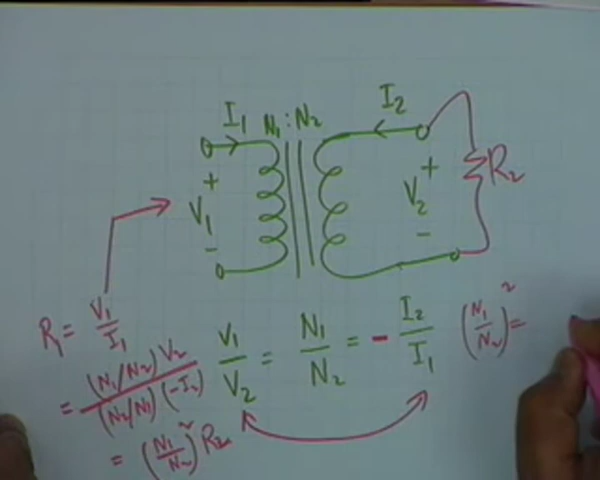 I₁ N₁ : N₂ I₂
+ +
V₁ V₂ R₂
- -
R₁ = V₁/I₁
= (N₁/N₂) V₂ / (N₂/N₁) (-I₂)
= (N₁/N₂)² R₂
V₁/V₂ = N₁/N₂ = - I₂/I₁ (N₁/N₂)² =